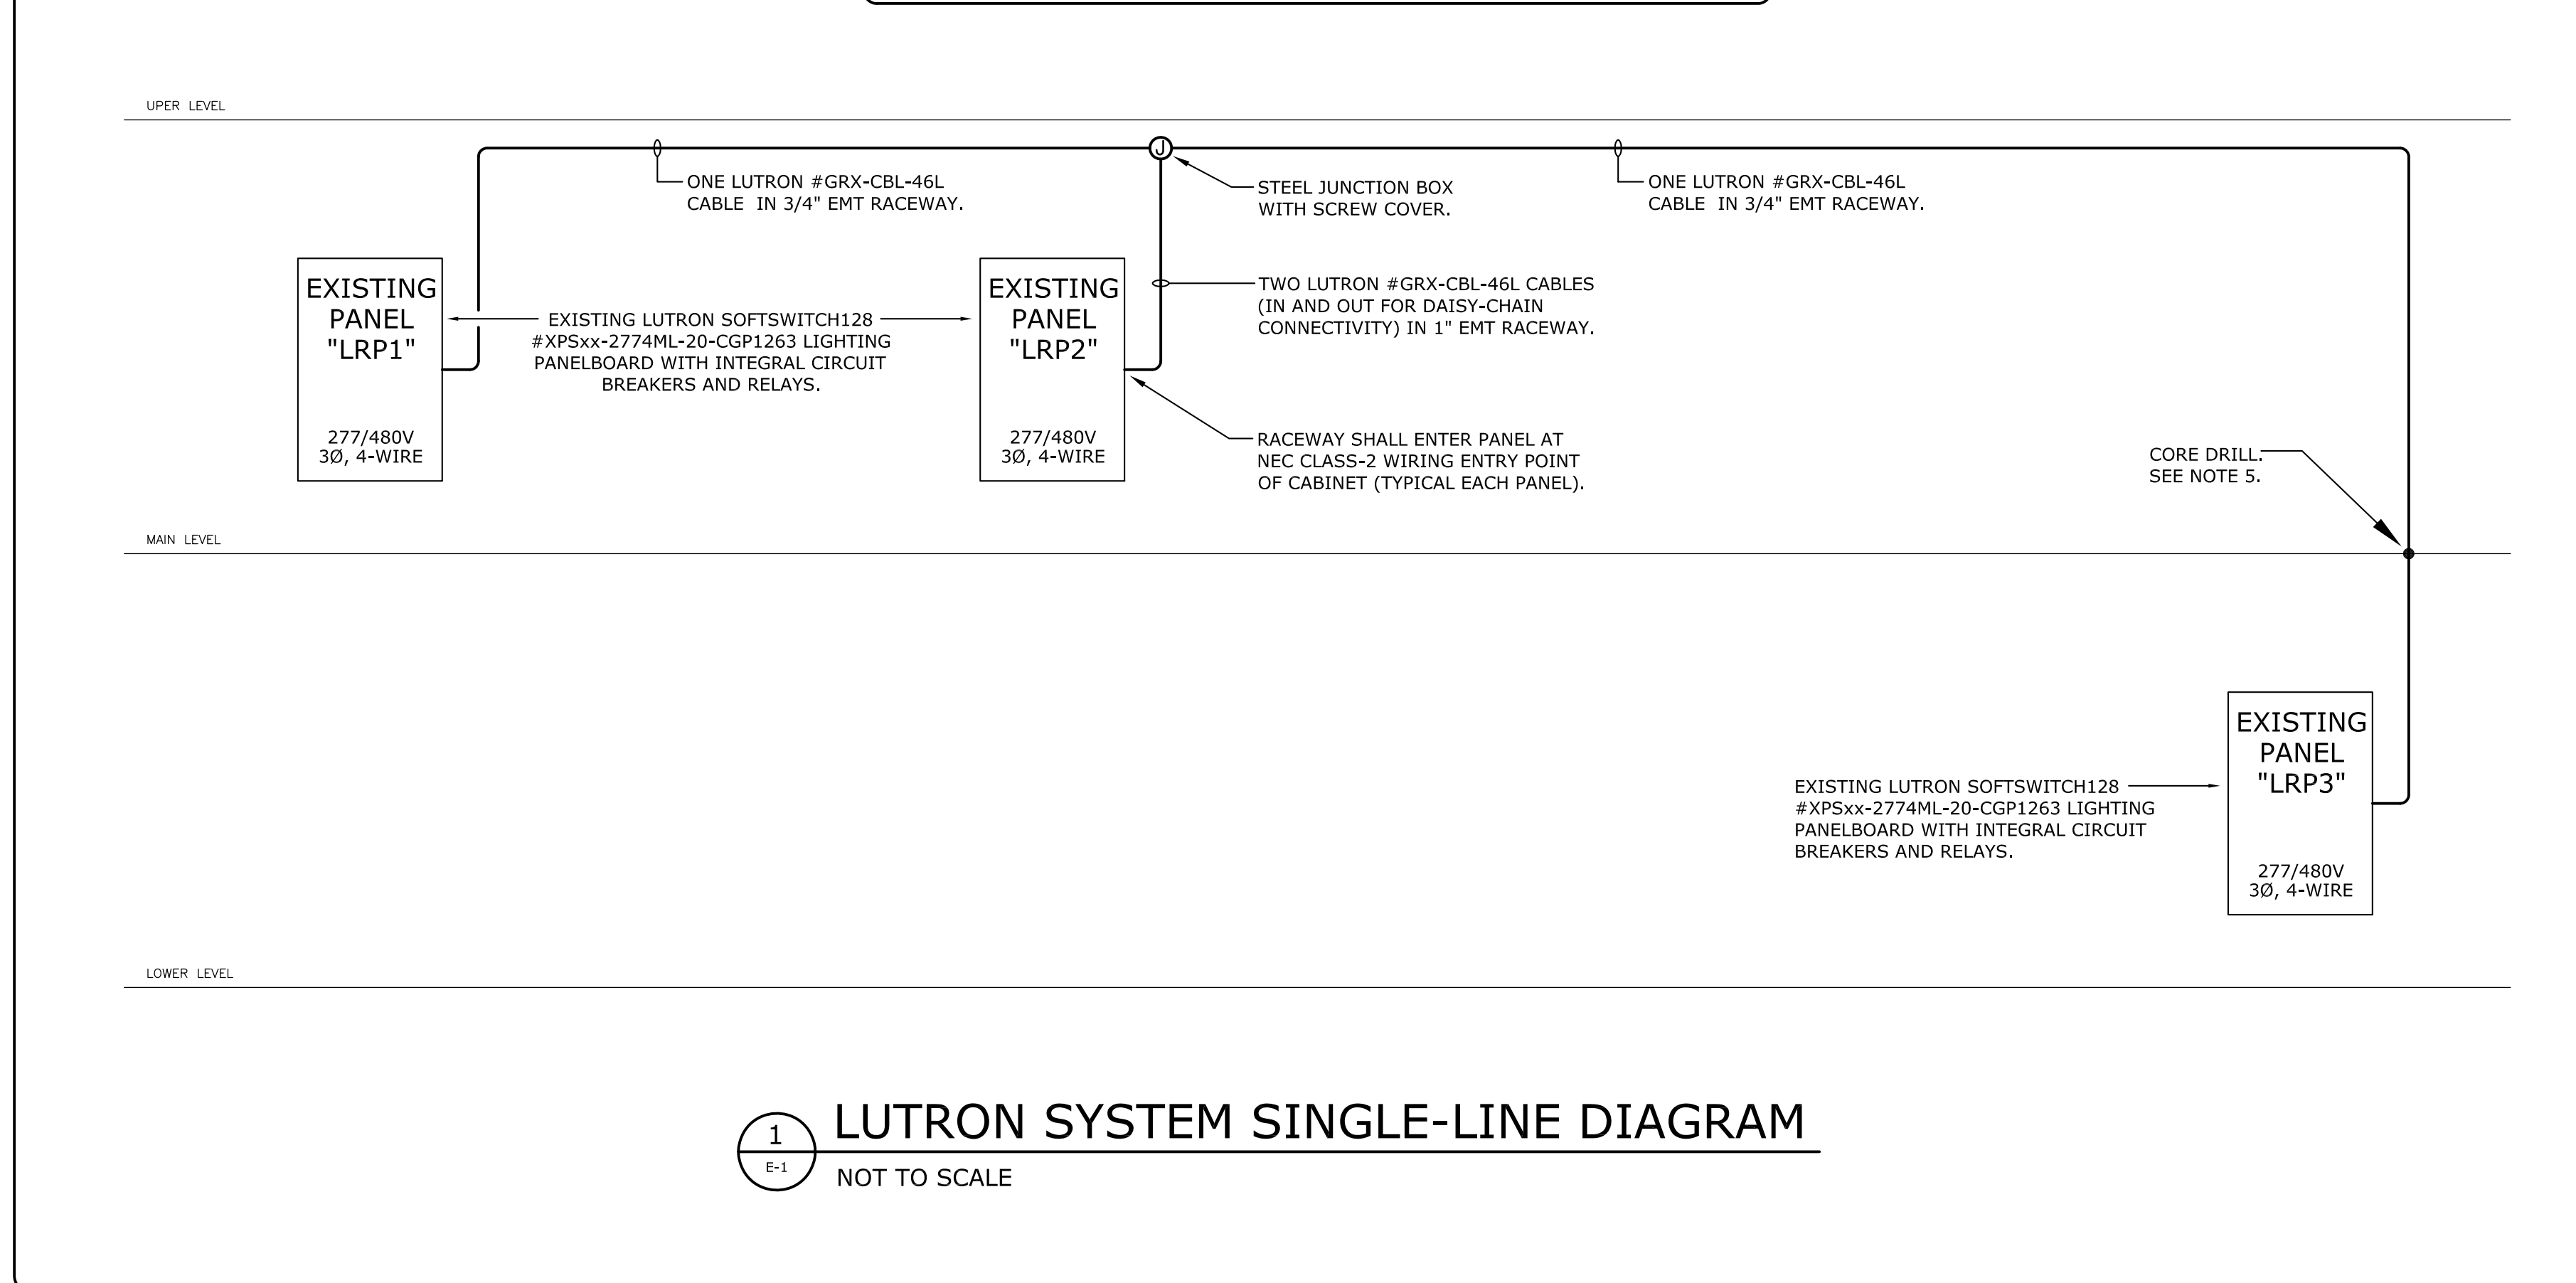 UPER LEVEL
J
ONE LUTRON #GRX-CBL-46L
CABLE IN 3/4" EMT RACEWAY.
STEEL JUNCTION BOX
WITH SCREW COVER.
ONE LUTRON #GRX-CBL-46L
CABLE IN 3/4" EMT RACEWAY.
EXISTING
PANEL
"LRP1"
277/480V
3Ø, 4-WIRE
EXISTING LUTRON SOFTSWITCH128
#XPSxx-2774ML-20-CGP1263 LIGHTING
PANELBOARD WITH INTEGRAL CIRCUIT
BREAKERS AND RELAYS.
EXISTING
PANEL
"LRP2"
277/480V
3Ø, 4-WIRE
TWO LUTRON #GRX-CBL-46L CABLES
(IN AND OUT FOR DAISY-CHAIN
CONNECTIVITY) IN 1" EMT RACEWAY.
RACEWAY SHALL ENTER PANEL AT
NEC CLASS-2 WIRING ENTRY POINT
OF CABINET (TYPICAL EACH PANEL).
CORE DRILL.
SEE NOTE 5.
MAIN LEVEL
EXISTING LUTRON SOFTSWITCH128
#XPSxx-2774ML-20-CGP1263 LIGHTING
PANELBOARD WITH INTEGRAL CIRCUIT
BREAKERS AND RELAYS.
EXISTING
PANEL
"LRP3"
277/480V
3Ø, 4-WIRE
LOWER LEVEL
1
E-1
LUTRON SYSTEM SINGLE-LINE DIAGRAM
NOT TO SCALE